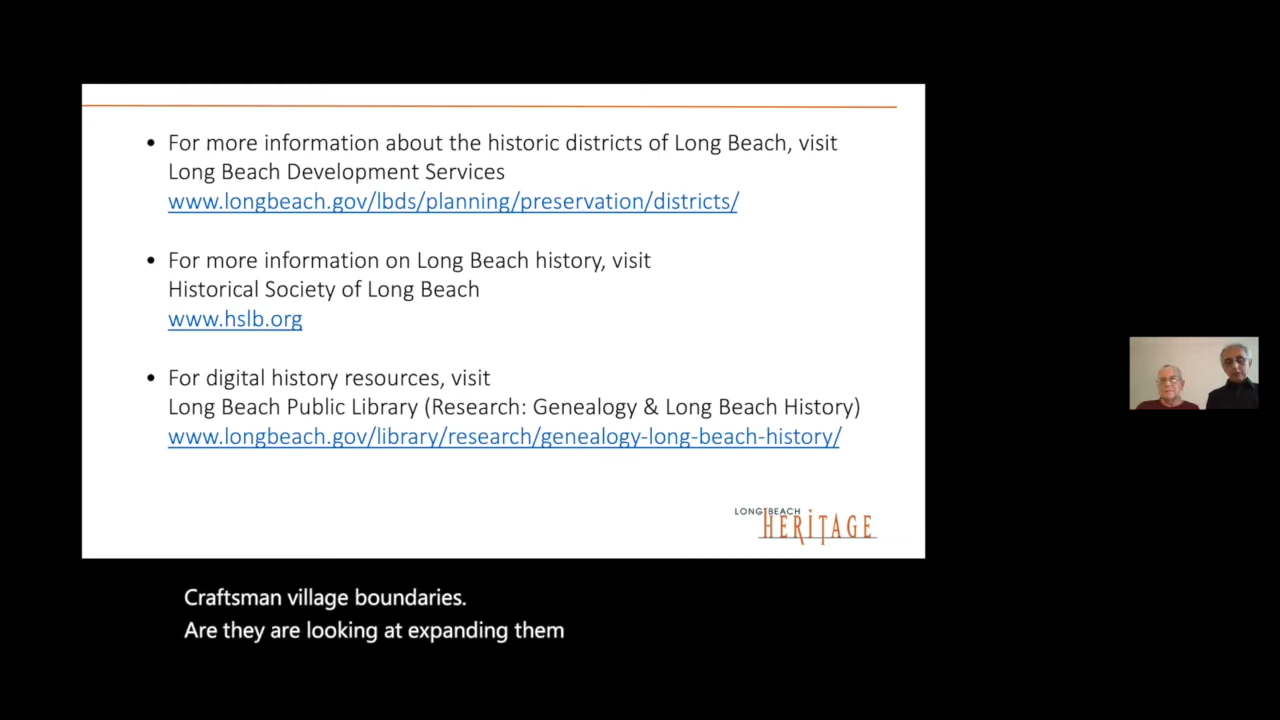 • For more information about the historic districts of Long Beach, visit
Long Beach Development Services
www.longbeach.gov/lbds/planning/preservation/districts/
• For more information on Long Beach history, visit
Historical Society of Long Beach
www.hslb.org
• For digital history resources, visit
Long Beach Public Library (Research: Genealogy & Long Beach History)
www.longbeach.gov/library/research/genealogy-long-beach-history/
LONG BEACH
HERiTAGE
Craftsman village boundaries.
Are they are looking at expanding them